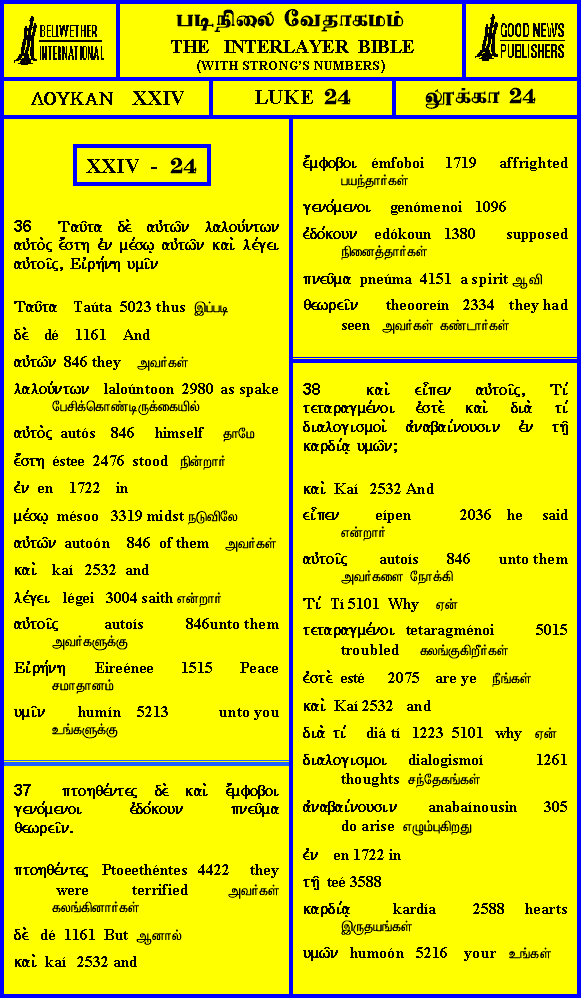 BELLWETHER
INTERNATIONAL
படிநிலை வேதாகமம்
THE INTERLAYER BIBLE
(WITH STRONG'S NUMBERS)
GOOD NEWS
PUBLISHERS
ΛΟΥΚΑΝ XXIV
LUKE 24
லூக்கா 24
XXIV - 24
36 Ταῦτα δὲ αὐτῶν λαλούντων
αὐτὸς ἔστη ἐν μέσῳ αὐτῶν καὶ λέγει
αὐτοῖς, Εἰρήνη υμῖν
Ταῦτα Taúta 5023 thus இப்படி
δὲ dé 1161 And
αὐτῶν 846 they அவர்கள்
λαλούντων laloúntoon 2980 as spake
பேசிக்கொண்டிருக்கையில்
αὐτὸς autós 846 himself தாமே
ἔστη éstee 2476 stood நின்றார்
ἐν en 1722 in
μέσῳ mésoo 3319 midst நடுவிலே
αὐτῶν autoón 846 of them அவர்கள்
καὶ kaí 2532 and
λέγει légei 3004 saith என்றார்
αὐτοῖς autoís 846unto them
அவர்களுக்கு
Εἰρήνη Eireénee 1515 Peace
சமாதானம்
υμῖν humín 5213 unto you
உங்களுக்கு
37 πτοηθέντες δὲ καὶ ἔμφοβοι
γενόμενοι ἐδόκουν πνεῦμα
θεωρεῖν.
πτοηθέντες Ptoeethéntes 4422 they
were terrified அவர்கள்
கலங்கினார்கள்
δὲ dé 1161 But ஆனால்
καὶ kaí 2532 and
ἔμφοβοι émfoboi 1719 affrighted
பயந்தார்கள்
γενόμενοι genómenoi 1096
ἐδόκουν edókoun 1380 supposed
நினைத்தார்கள்
πνεῦμα pneúma 4151 a spirit ஆவி
θεωρεῖν theooreín 2334 they had
seen அவர்கள் கண்டார்கள்
38 καὶ εἶπεν αὐτοῖς, Τί
τεταραγμένοι ἐστὲ καὶ διὰ τί
διαλογισμοὶ ἀναβαίνουσιν ἐν τῇ
καρδίᾳ υμῶν;
καὶ Kaí 2532 And
εἶπεν eípen 2036 he said
என்றார்
αὐτοῖς autoís 846 unto them
அவர்களை நோக்கி
Τί Tí 5101 Why ஏன்
τεταραγμένοι tetaragménoi 5015
troubled கலங்குகிறீர்கள்
ἐστὲ esté 2075 are ye நீங்கள்
καὶ Kaí 2532 and
διὰ τί diá tí 1223 5101 why ஏன்
διαλογισμοι dialogismoí 1261
thoughts சந்தேகங்கள்
ἀναβαίνουσιν anabaínousin 305
do arise எழும்புகிறது
ἐν en 1722 in
τῇ teé 3588
καρδίᾳ kardía 2588 hearts
இருதயங்கள்
υμῶν humoón 5216 your உங்கள்